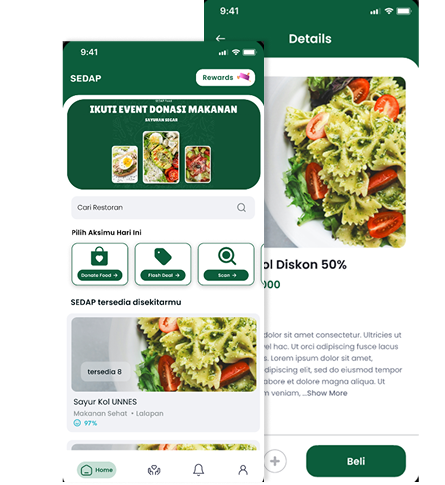 9:41
Details
9:41
SEDAP
Rewards
IKUTI EVENT DONASI MAKANAN
SAYURAN SEGAR
Cari Restoran
Pilih Aksimu Hari Ini
Donate Food →
Flash Deal →
Scan →
SEDAP tersedia disekitarmu
tersedia 8
Sayur Kol UNNES
Makanan Sehat • Lalapan
97%
Home
ol Diskon 50%
000
dolor sit amet consectetur. Ultricies ut
vel hac. Ut orci adipiscing fusce lacus
s. Lorem ipsum dolor sit amet,
dipiscing elit, sed do eiusmod tempor
abore et dolore magna aliqua. Ut
m veniam, ...Show More
+
Beli